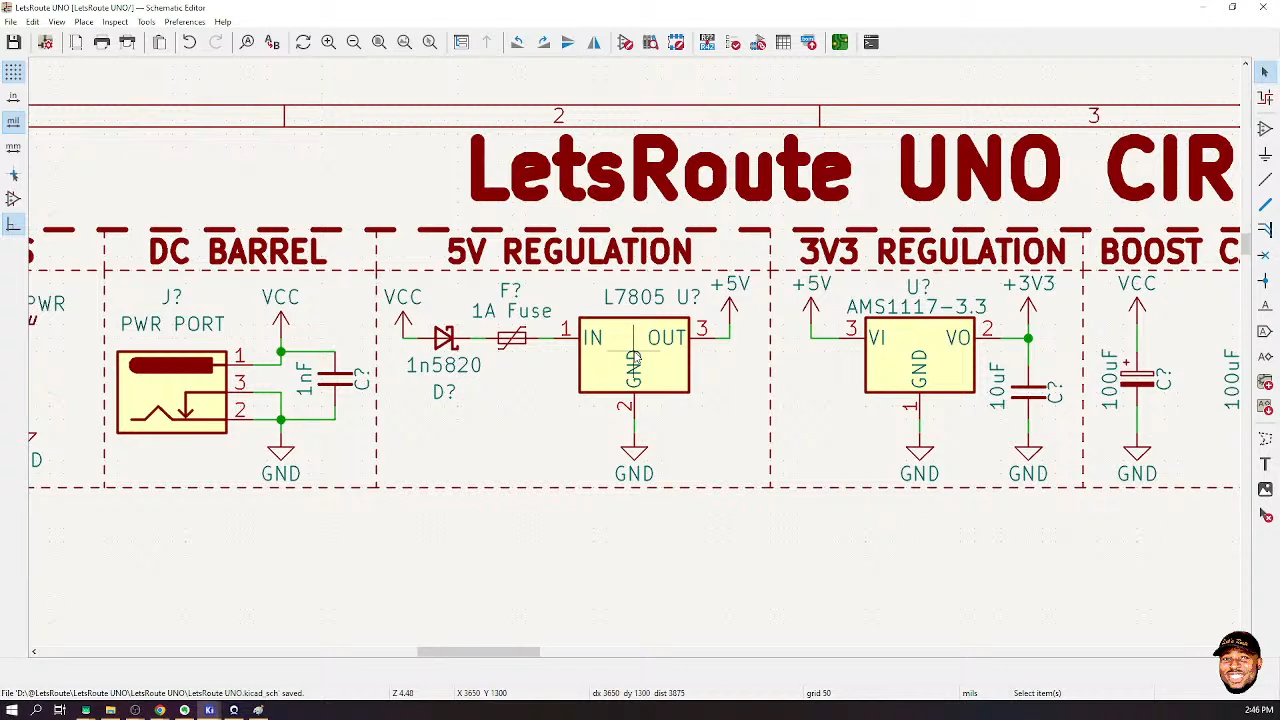 LetsRoute UNO [LetsRoute UNO/] — Schematic Editor
File Edit View Place Inspect Tools Preferences Help
in
mil
mm
2 3
LetsRoute UNO CIR
S DC BARREL 5V REGULATION 3V3 REGULATION BOOST C
PWR
J?
PWR PORT
VCC
1
3
2
1nF
C?
GND
VCC
1n5820
D?
F?
1A Fuse
L7805 U?
1 IN OUT 3
GND
2
GND
+5V
+5V
U?
AMS1117-3.3
3 VI VO 2
GND
1
GND
+3V3
10uF
C?
GND
VCC
100uF
+
C?
GND
100uF
D
File 'D:\@LetsRoute\LetsRoute UNO\LetsRoute UNO\LetsRoute UNO.kicad_sch' saved. Z 4.48 X 3650 Y 1300 dx 3650 dy 1300 dist 3875 grid 50 mils Select item(s)
2:46 PM